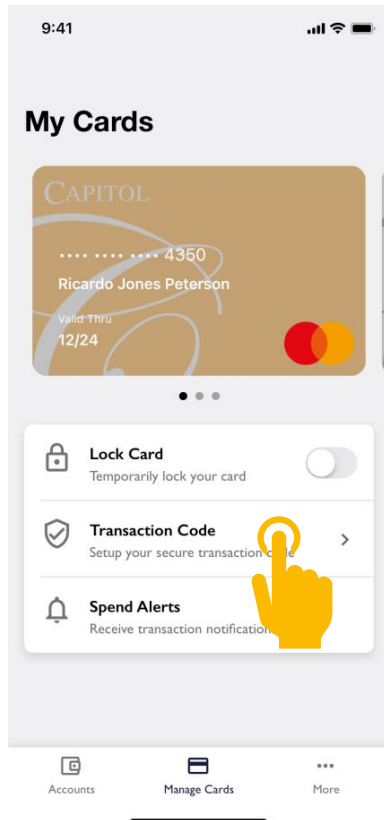 9:41
My Cards
CAPITOL
•••• •••• •••• 4350
Ricardo Jones Peterson
Valid Thru
12/24
Lock Card
Temporarily lock your card
Transaction Code
Setup your secure transaction code
Spend Alerts
Receive transaction notification
Accounts
Manage Cards
More